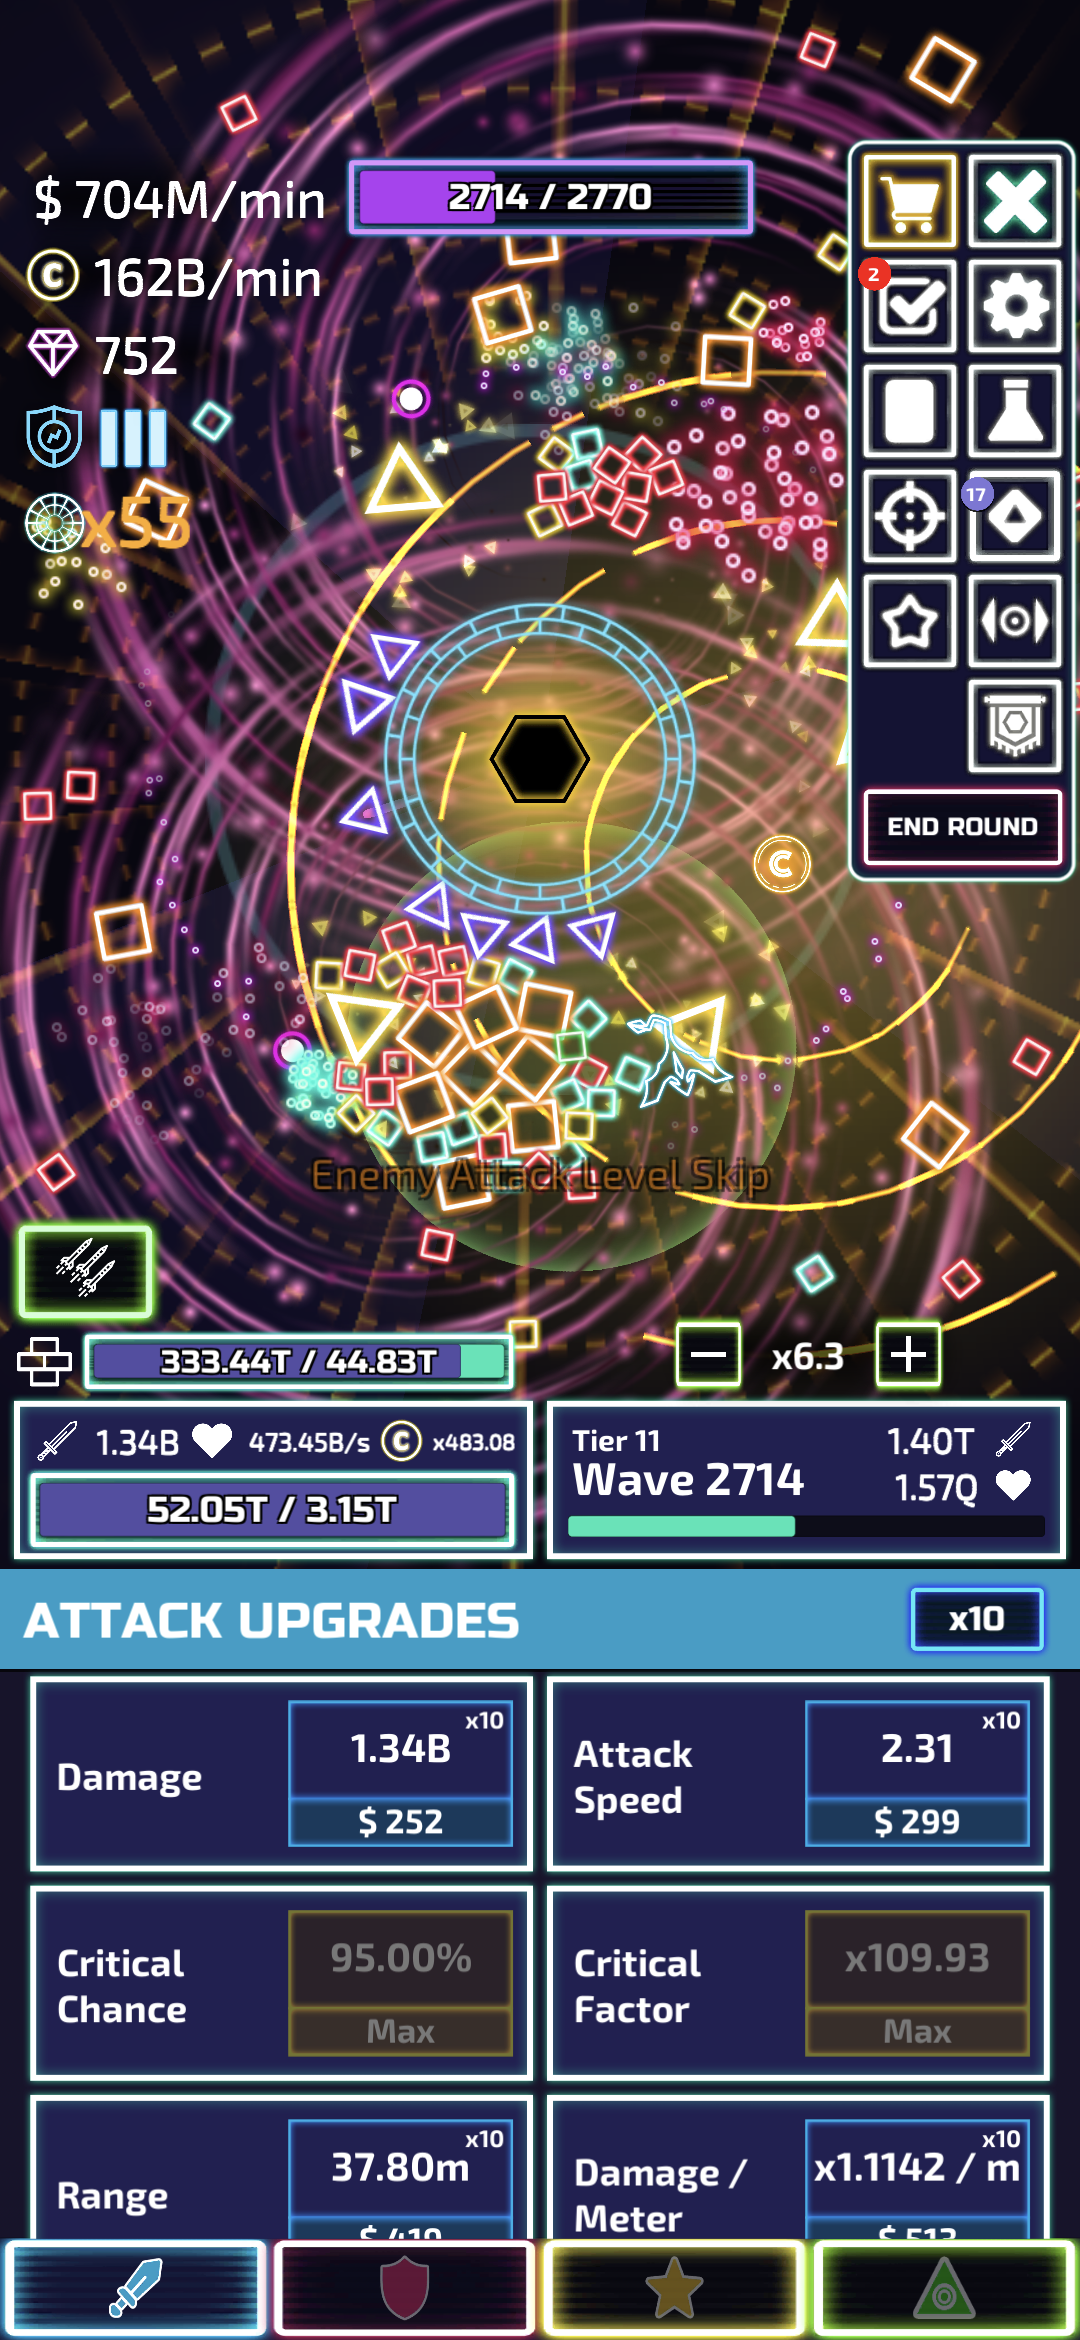 $ 704M/min
2714 / 2770
C 162B/min
752
2
x55
17
END ROUND
C
Enemy Attack Level Skip
333.44T / 44.83T
x6.3
1.34B 473.45B/s C x483.08
52.05T / 3.15T
Tier 11 1.40T
Wave 2714 1.57Q
ATTACK UPGRADES x10
Damage
x10
1.34B
$ 252
Attack
Speed
x10
2.31
$ 299
Critical
Chance
95.00%
Max
Critical
Factor
x109.93
Max
Range
x10
37.80m
$ 419
Damage /
Meter
x10
x1.1142 / m
$ 513